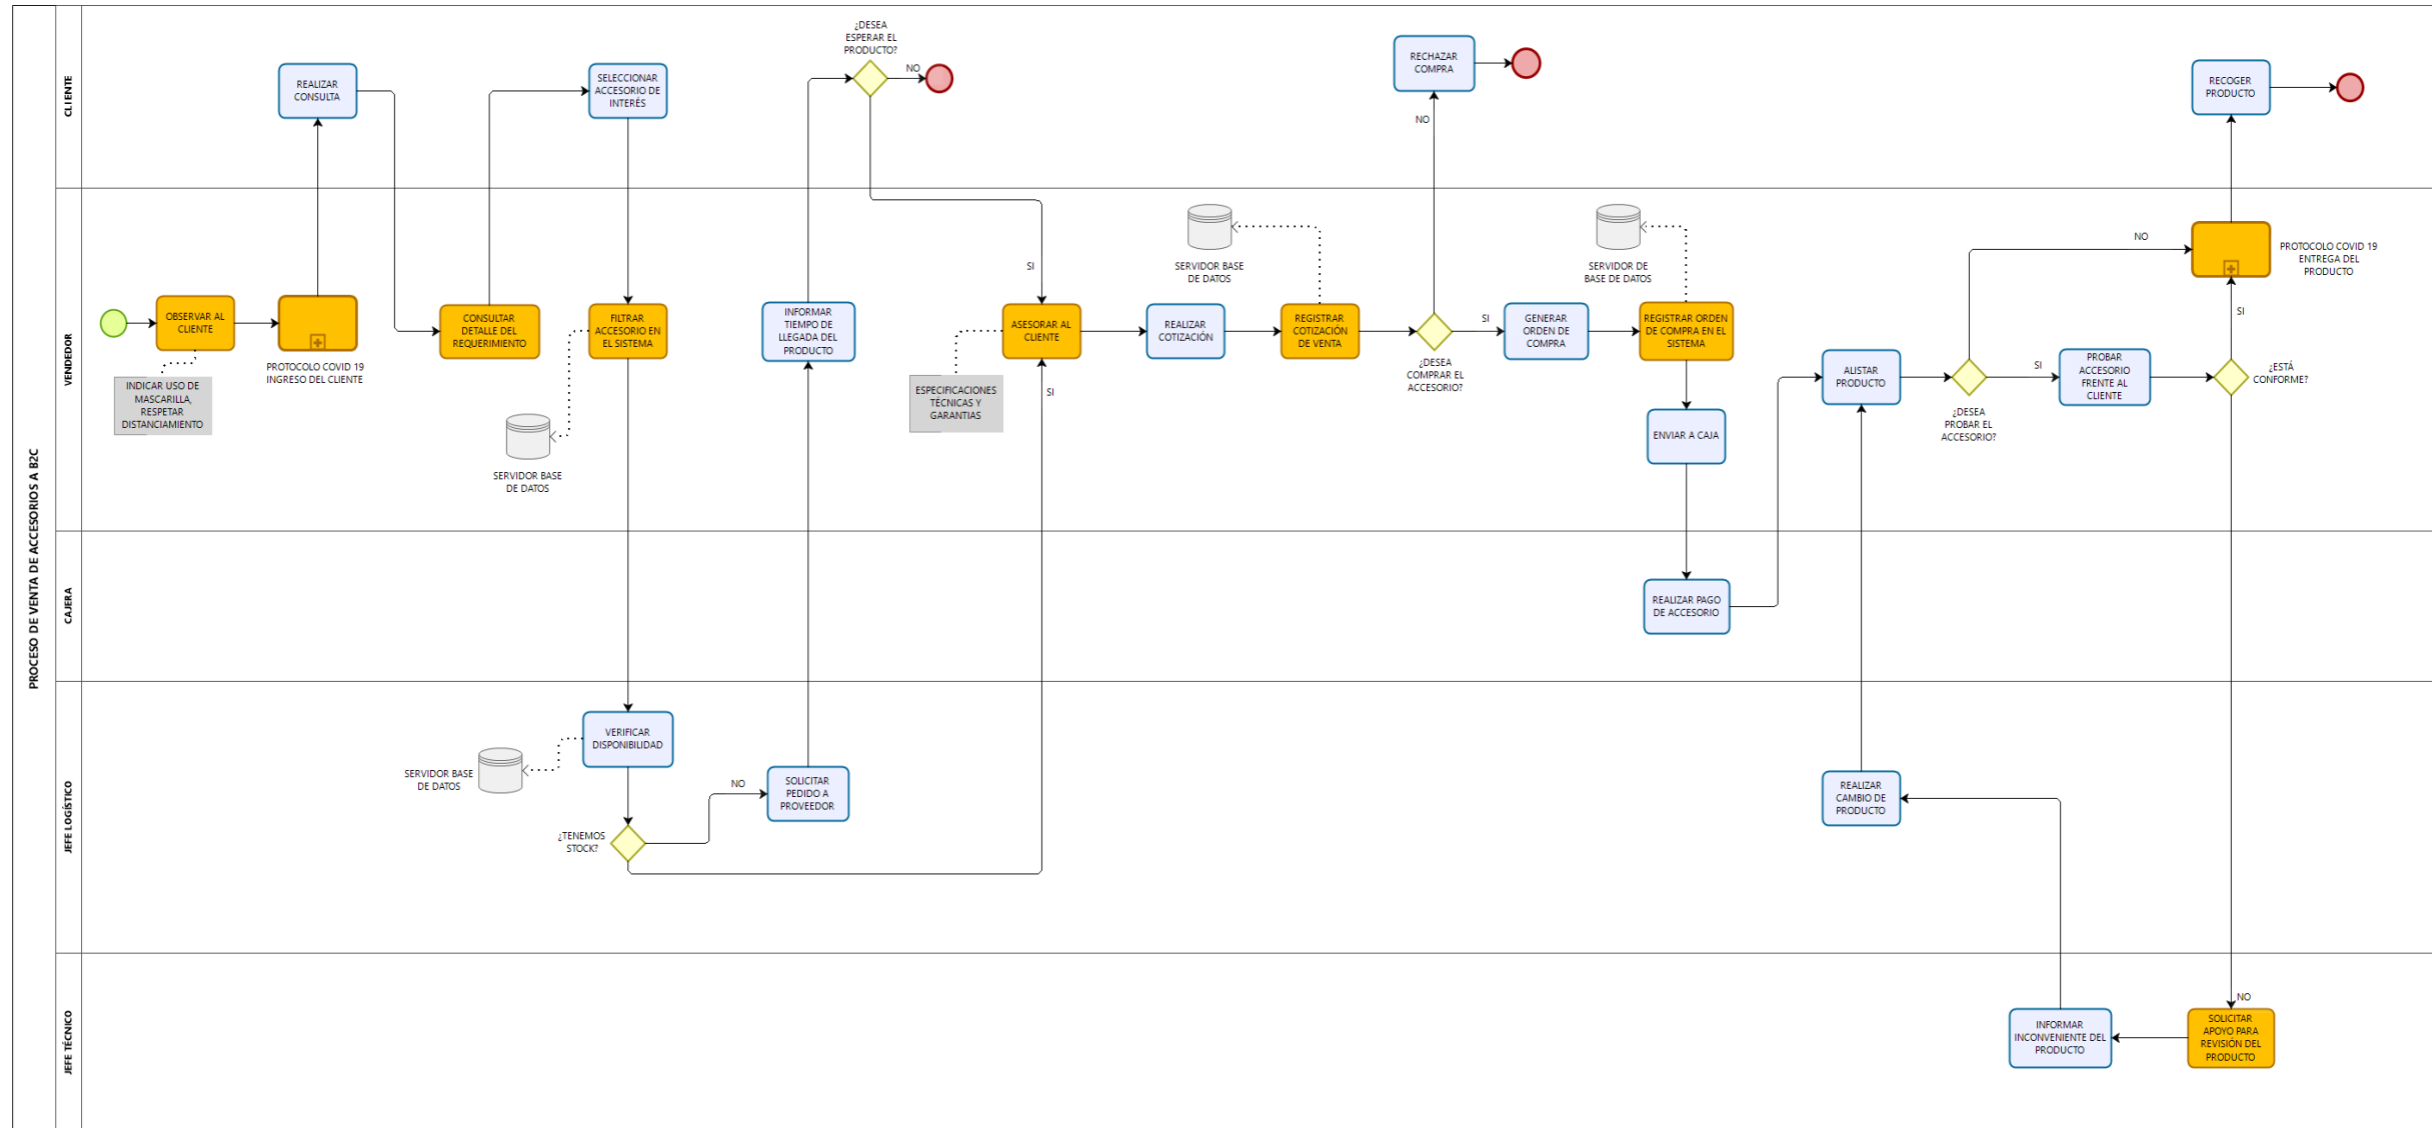 PROCESO DE VENTA DE ACCESORIOS A B2C
CLIENTE
REALIZAR
CONSULTA
SELECCIONAR
ACCESORIO DE
INTERÉS
¿DESEA
ESPERAR EL
PRODUCTO?
NO
RECHAZAR
COMPRA
NO
RECOGER
PRODUCTO
VENDEDOR
OBSERVAR AL
CLIENTE
INDICAR USO DE
MASCARILLA,
RESPETAR
DISTANCIAMIENTO
PROTOCOLO COVID 19
INGRESO DEL CLIENTE
CONSULTAR
DETALLE DEL
REQUERIMIENTO
FILTRAR
ACCESORIO EN
EL SISTEMA
SERVIDOR BASE
DE DATOS
INFORMAR
TIEMPO DE
LLEGADA DEL
PRODUCTO
SI
ASESORAR AL
CLIENTE
SI
ESPECIFICACIONES
TÉCNICAS Y
GARANTIAS
REALIZAR
COTIZACIÓN
SERVIDOR BASE
DE DATOS
REGISTRAR
COTIZACIÓN
DE VENTA
¿DESEA
COMPRAR EL
ACCESORIO?
SI
GENERAR
ORDEN DE
COMPRA
SERVIDOR DE
BASE DE DATOS
REGISTRAR ORDEN
DE COMPRA EN EL
SISTEMA
ENVIAR A CAJA
ALISTAR
PRODUCTO
¿DESEA
PROBAR EL
ACCESORIO?
NO
SI
PROBAR
ACCESORIO
FRENTE AL
CLIENTE
PROTOCOLO COVID 19
ENTREGA DEL
PRODUCTO
SI
¿ESTÁ
CONFORME?
CAJERA
REALIZAR PAGO
DE ACCESORIO
JEFE LOGÍSTICO
VERIFICAR
DISPONIBILIDAD
SERVIDOR BASE
DE DATOS
¿TENEMOS
STOCK?
NO
SOLICITAR
PEDIDO A
PROVEEDOR
REALIZAR
CAMBIO DE
PRODUCTO
JEFE TÉCNICO
INFORMAR
INCONVENIENTE DEL
PRODUCTO
NO
SOLICITAR
APOYO PARA
REVISIÓN DEL
PRODUCTO